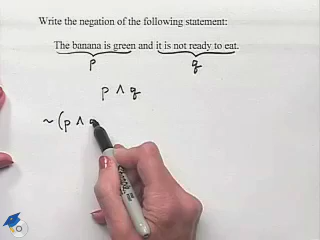 Write the negation of the following statement:
The banana is green and it is not ready to eat.
p q
p ∧ q
~ (p ∧ q